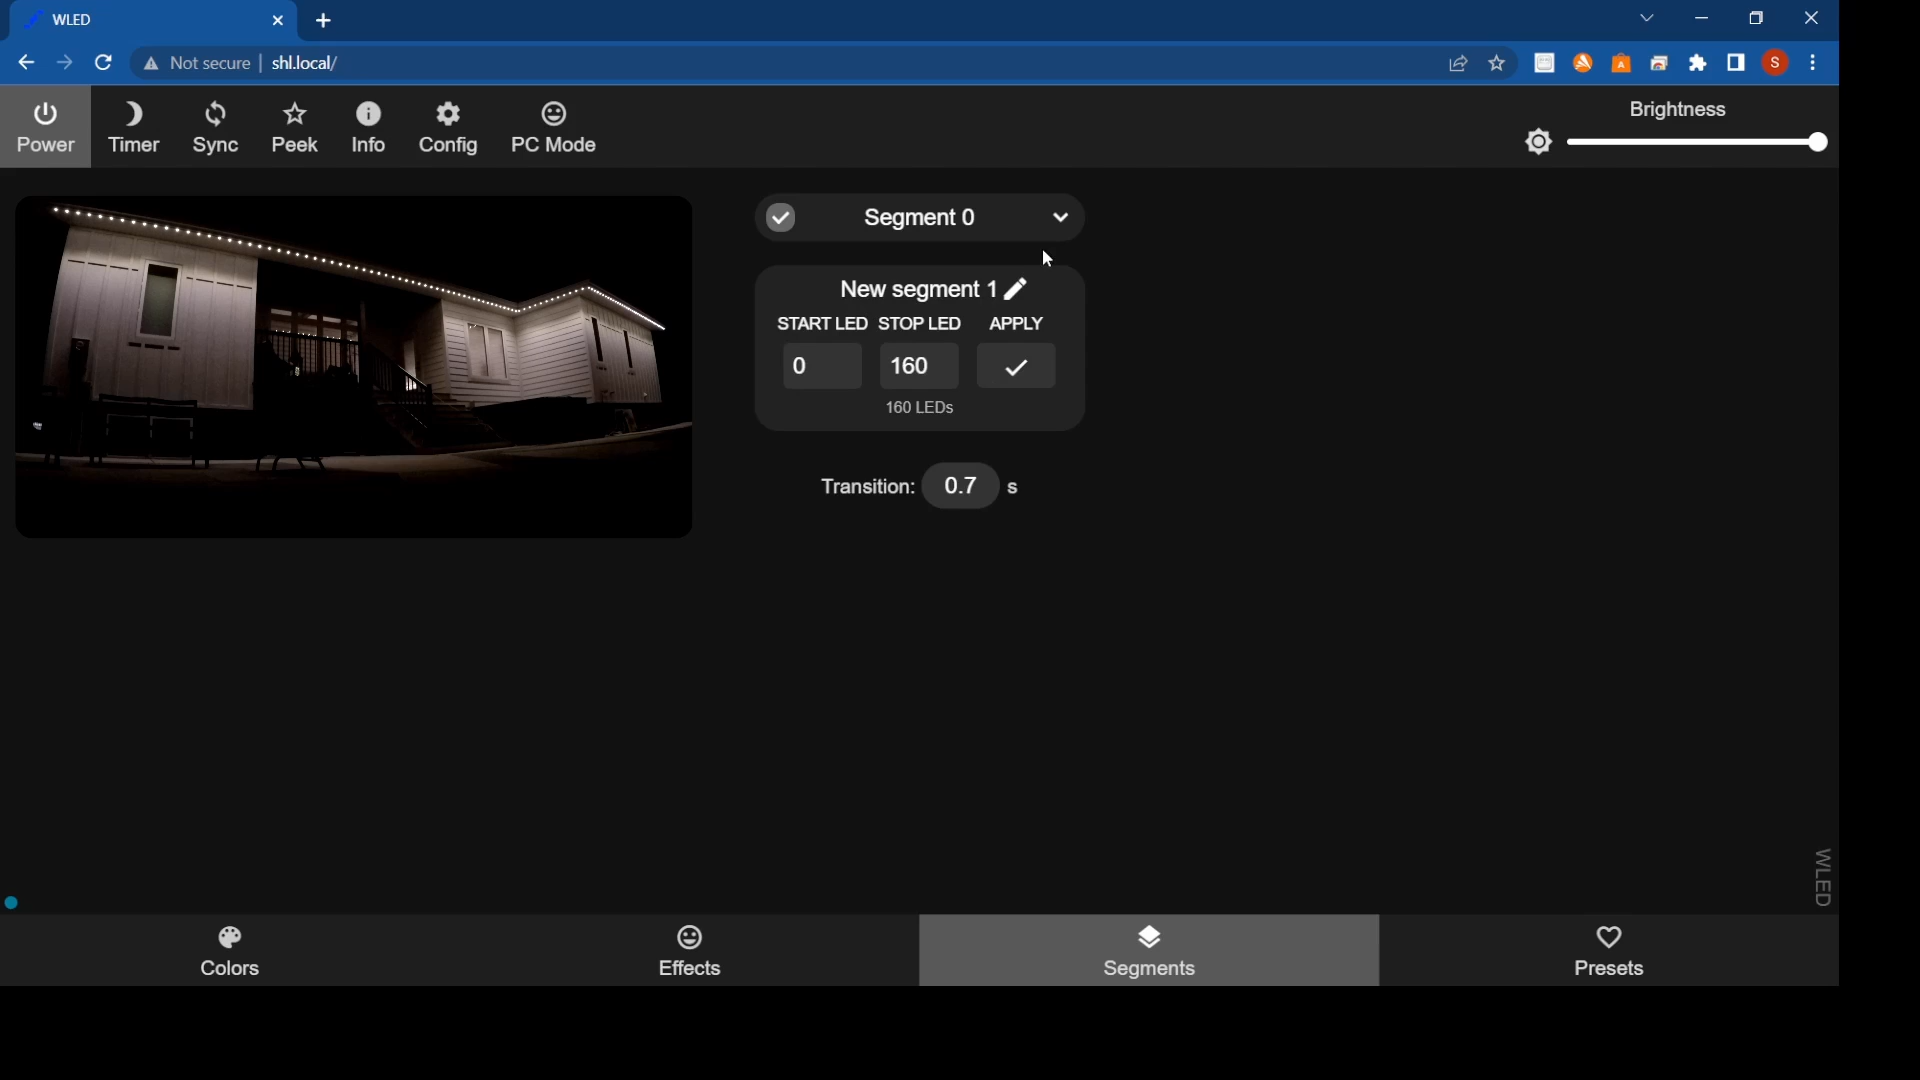 WLED
Not secure shl.local/
S
Power Timer Sync Peek Info Config PC Mode
Brightness
Segment 0
New segment 1
START LED STOP LED APPLY
0 160
160 LEDs
Transition: 0.7 s
WLED
Colors Effects Segments Presets